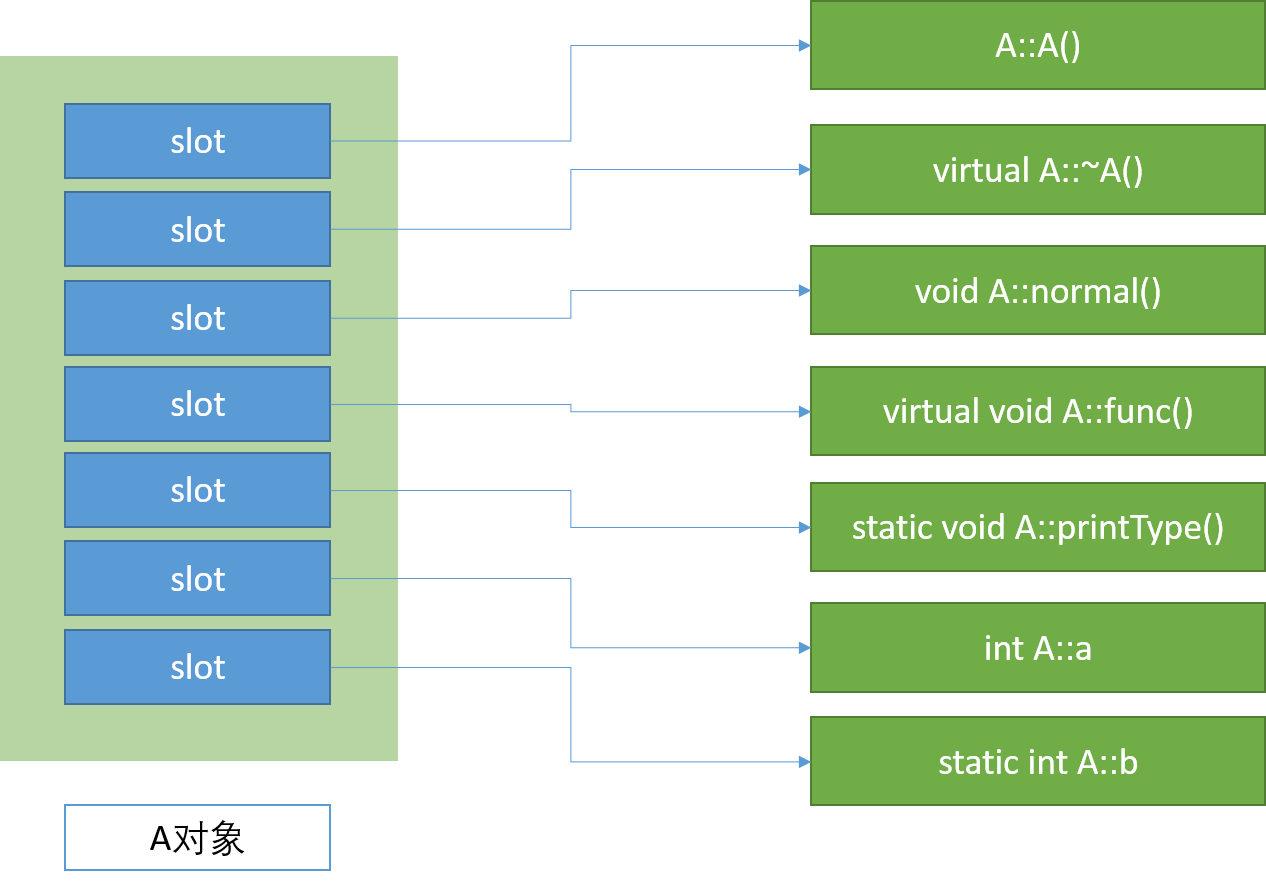 A::A()
slot
virtual A::~A()
slot
void A::normal()
slot
virtual void A::func()
slot
static void A::printType()
slot
int A::a
slot
static int A::b
slot
A对象